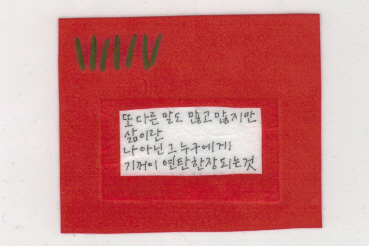 또 다른 말도 많고 많지만
삶이란
나 아닌 그 누구에게
기꺼이 연탄 한장 되는 것